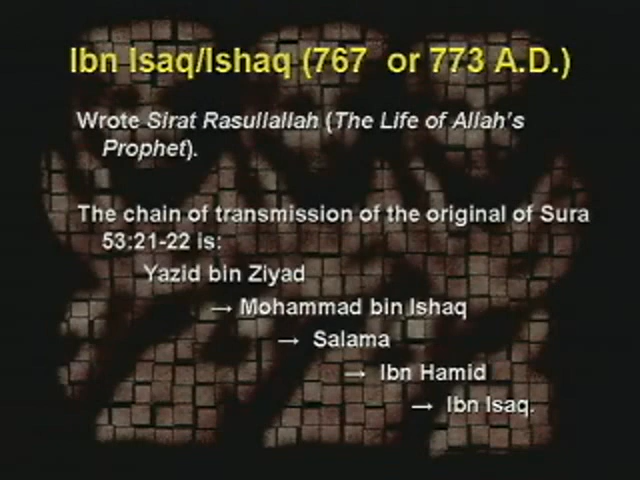 Ibn Isaq/Ishaq (767 or 773 A.D.)
Wrote Sirat Rasullallah (The Life of Allah's
Prophet).
The chain of transmission of the original of Sura
53:21-22 is:
Yazid bin Ziyad
→ Mohammad bin Ishaq
→ Salama
→ Ibn Hamid
→ Ibn Isaq.